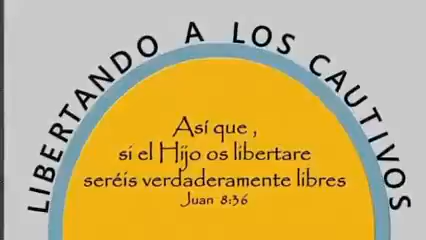 LIBERTANDO A LOS CAUTIVOS
Así que ,
si el Hijo os libertare
seréis verdaderamente libres
Juan 8:36